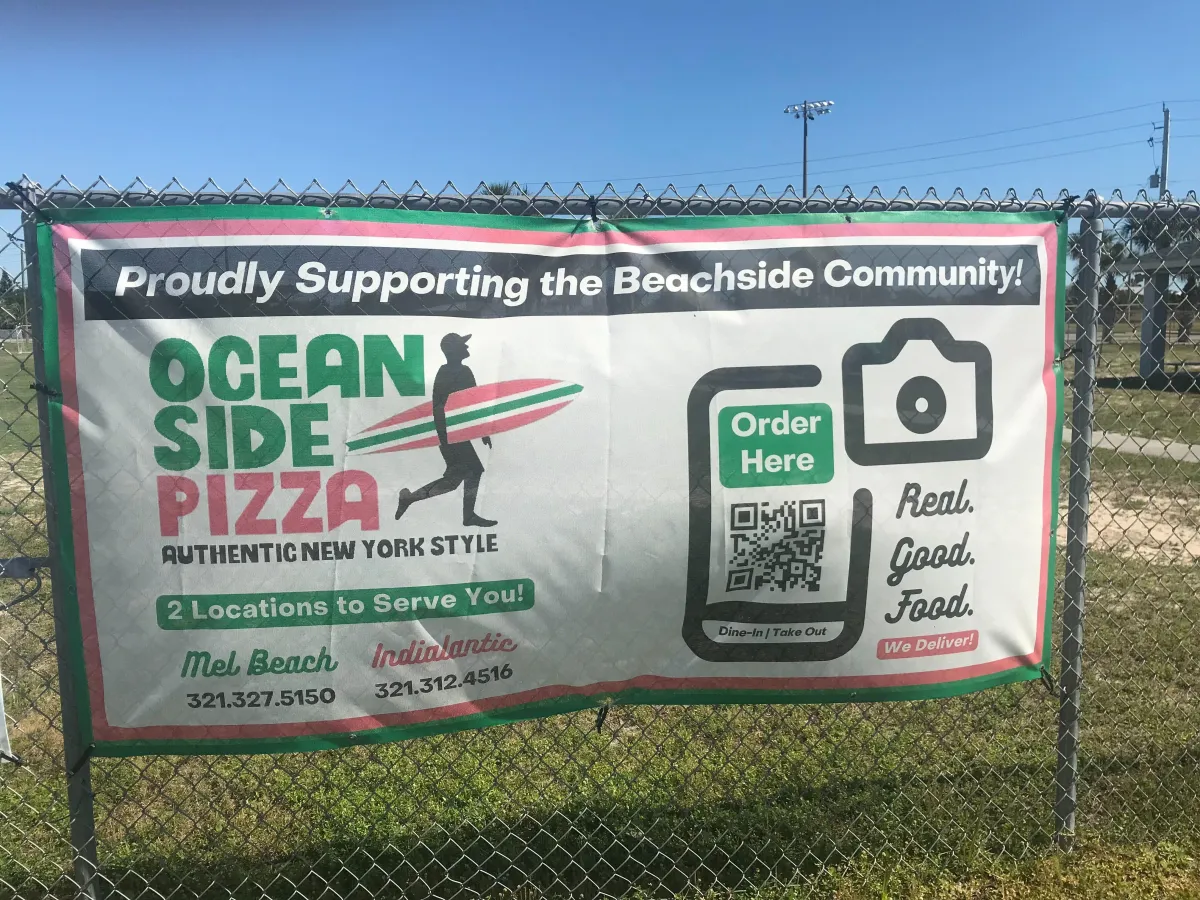 Proudly Supporting the Beachside Community!
OCEAN
SIDE
PIZZA
AUTHENTIC NEW YORK STYLE
2 Locations to Serve You!
Mel Beach
321.327.5150
Indialantic
321.312.4516
Order
Here
Dine-In | Take Out
Real.
Good.
Food.
We Deliver!